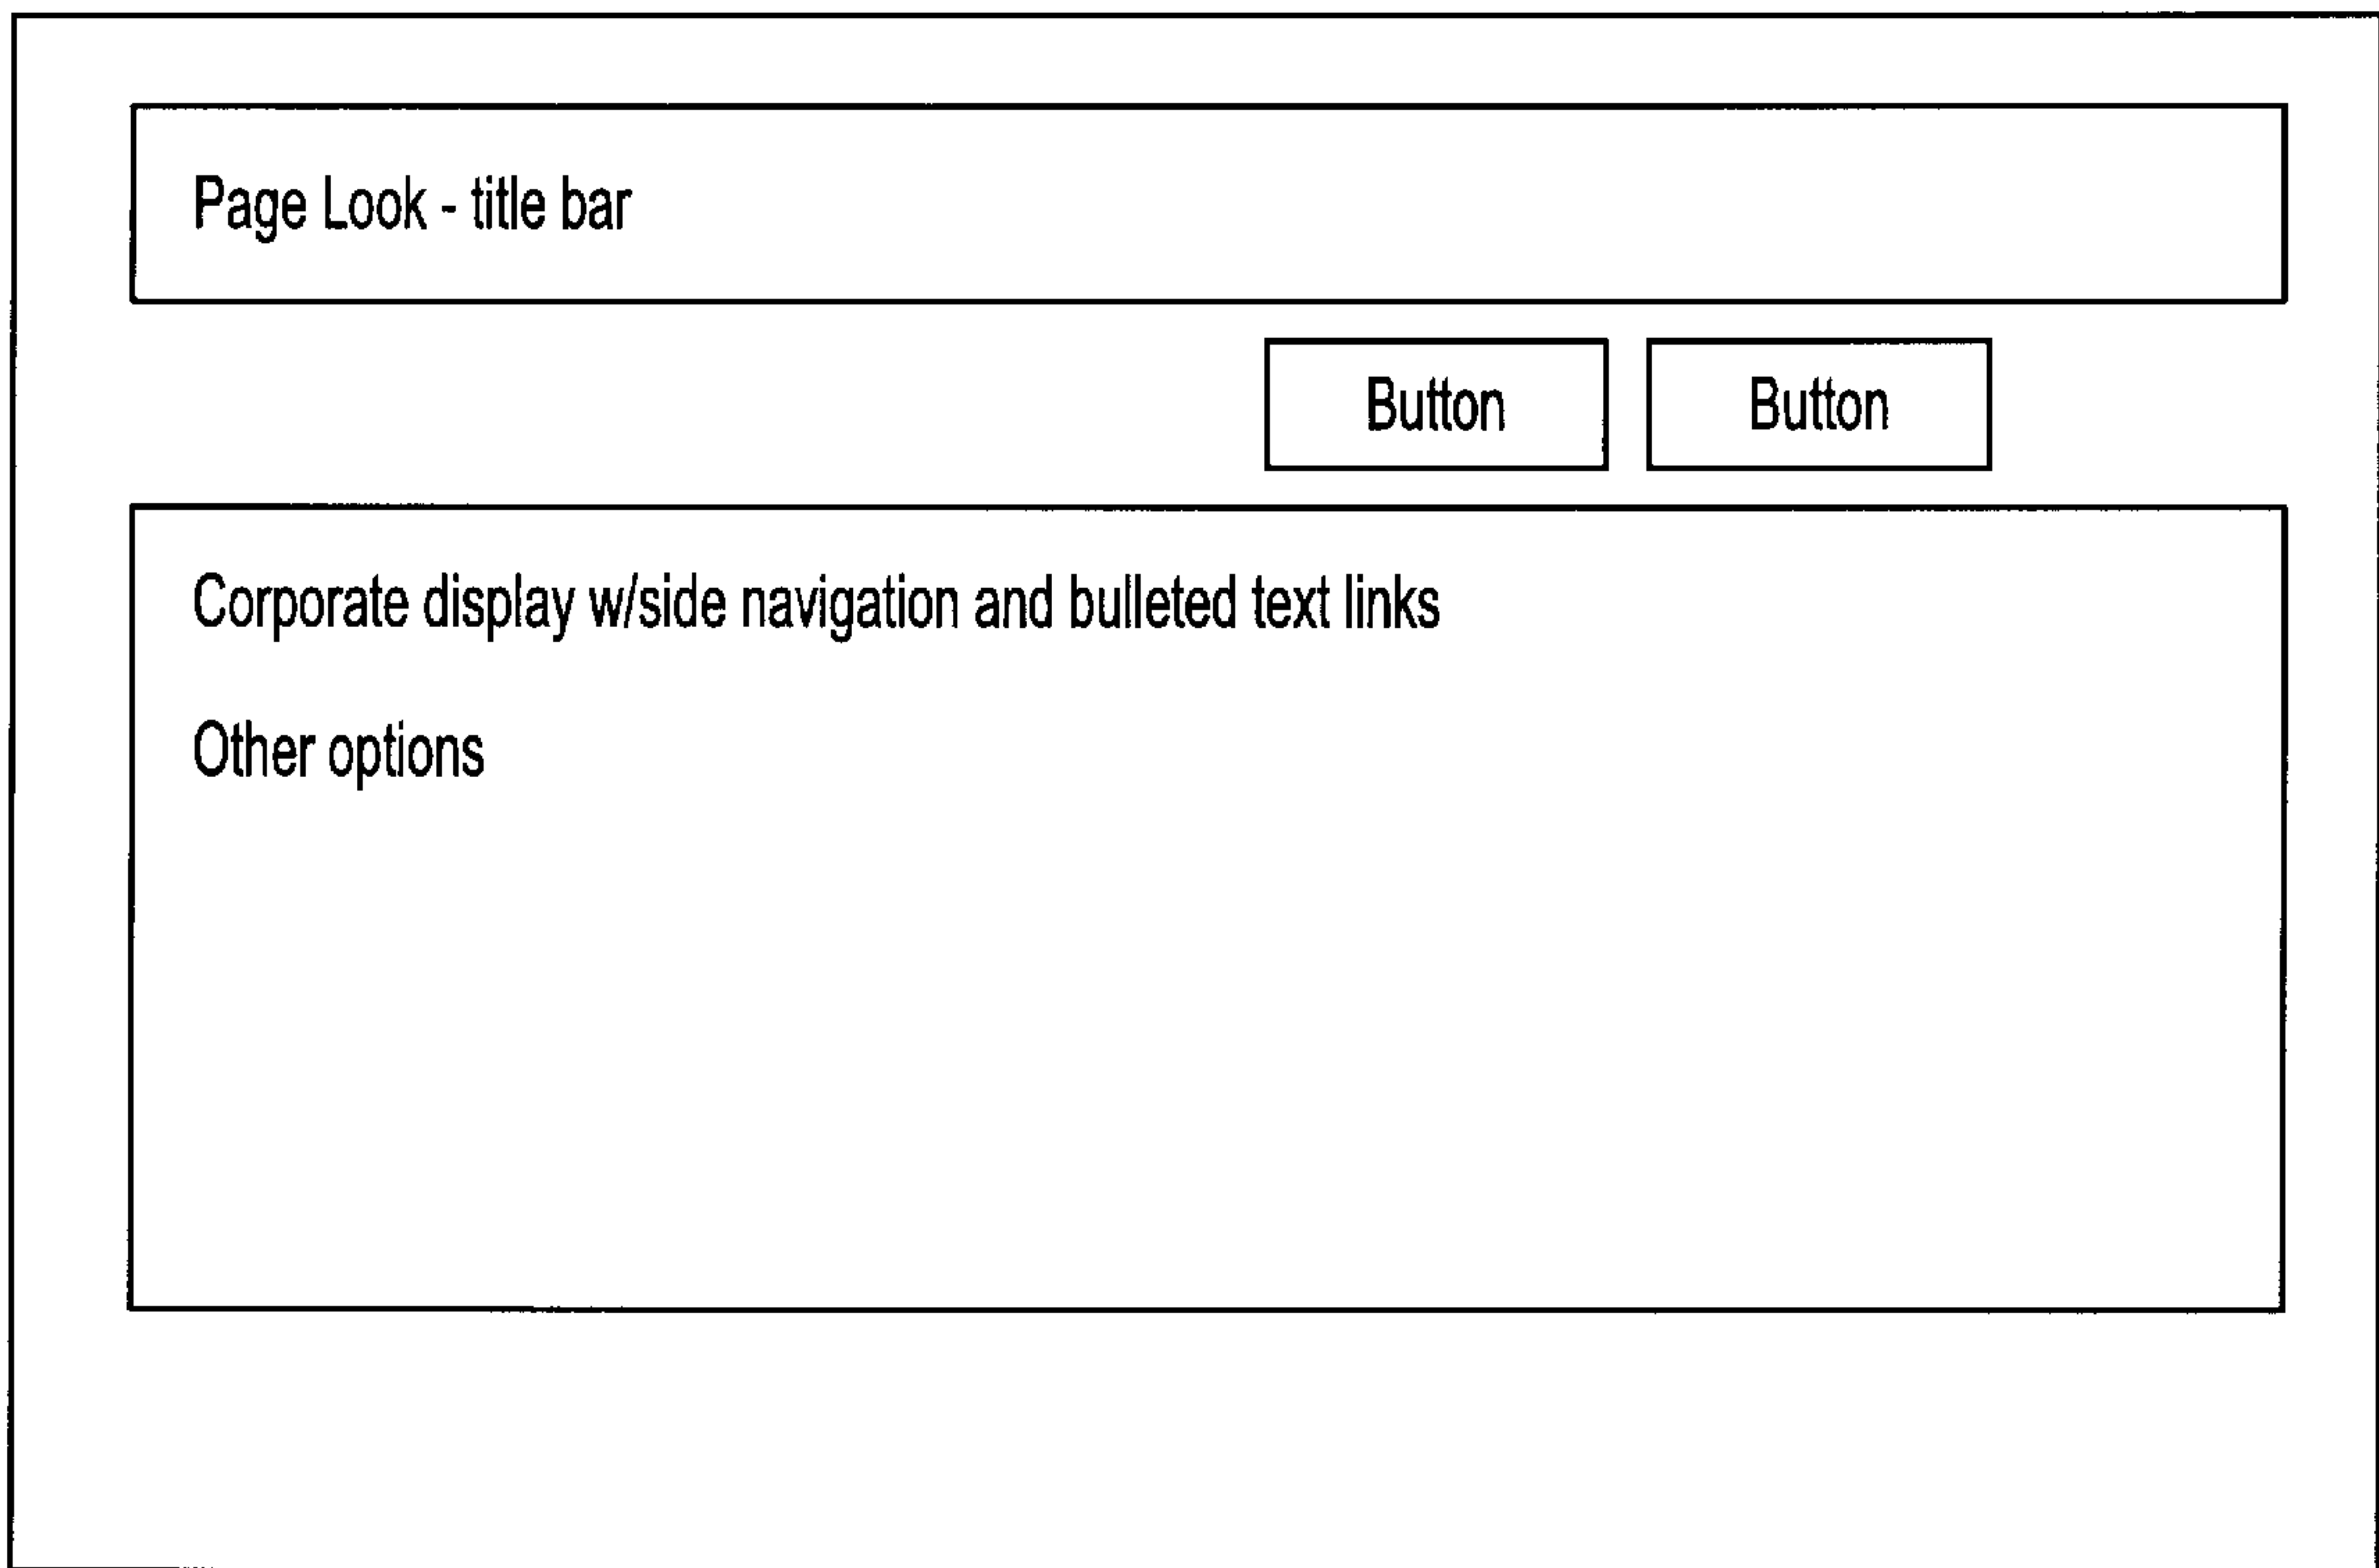 Page Look - title bar
Button Button
Corporate display w/side navigation and bulleted text links
Other options